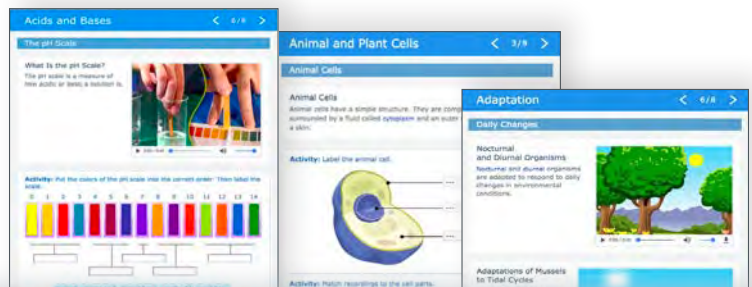 Acids and Bases
6/8
The pH Scale
What Is the pH Scale?
The pH scale is a measure of
how acidic or basic a solution is.
Activity: Put the colors of the pH scale into the correct order. Then label the
scale.
0 1 2 3 4 5 6 7 8 9 10 11 12 13 14
Animal and Plant Cells
3/9
Animal Cells
Animal Cells
Animal cells have a simple structure. They are comp
surrounded by a fluid called cytoplasm and an outer
a skin.
Activity: Label the animal cell.
...
...
...
Activity: Match recordings to the cell parts.
Adaptation
6/8
Daily Changes
Nocturnal
and Diurnal Organisms
Nocturnal and diurnal organisms
are adapted to respond to daily
changes in environmental
conditions.
Adaptations of Mussels
to Tidal Cycles